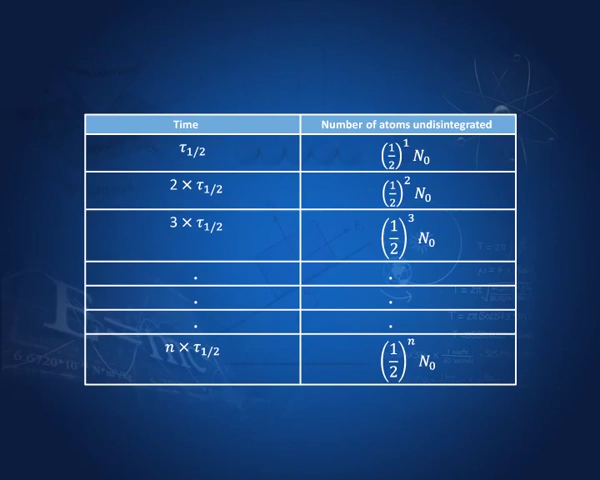 Time Number of atoms undisintegrated
τ₁/₂ (1/2)¹ N₀
2 × τ₁/₂ (1/2)² N₀
3 × τ₁/₂ (1/2)³ N₀
. .
. .
. .
n × τ₁/₂ (1/2)ⁿ N₀